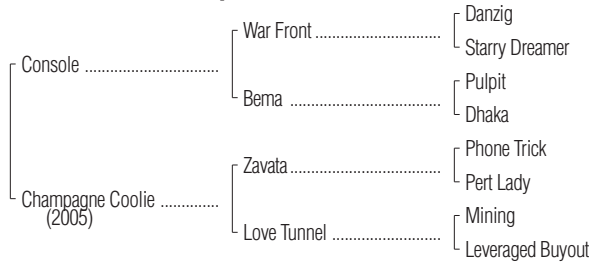 Danzig
War Front ..............................
Starry Dreamer
Console ................................
Pulpit
Bema ....................................
Dhaka
Phone Trick
Zavata....................................
Pert Lady
Champagne Coolie ..............
(2005)
Mining
Love Tunnel ..........................
Leveraged Buyout